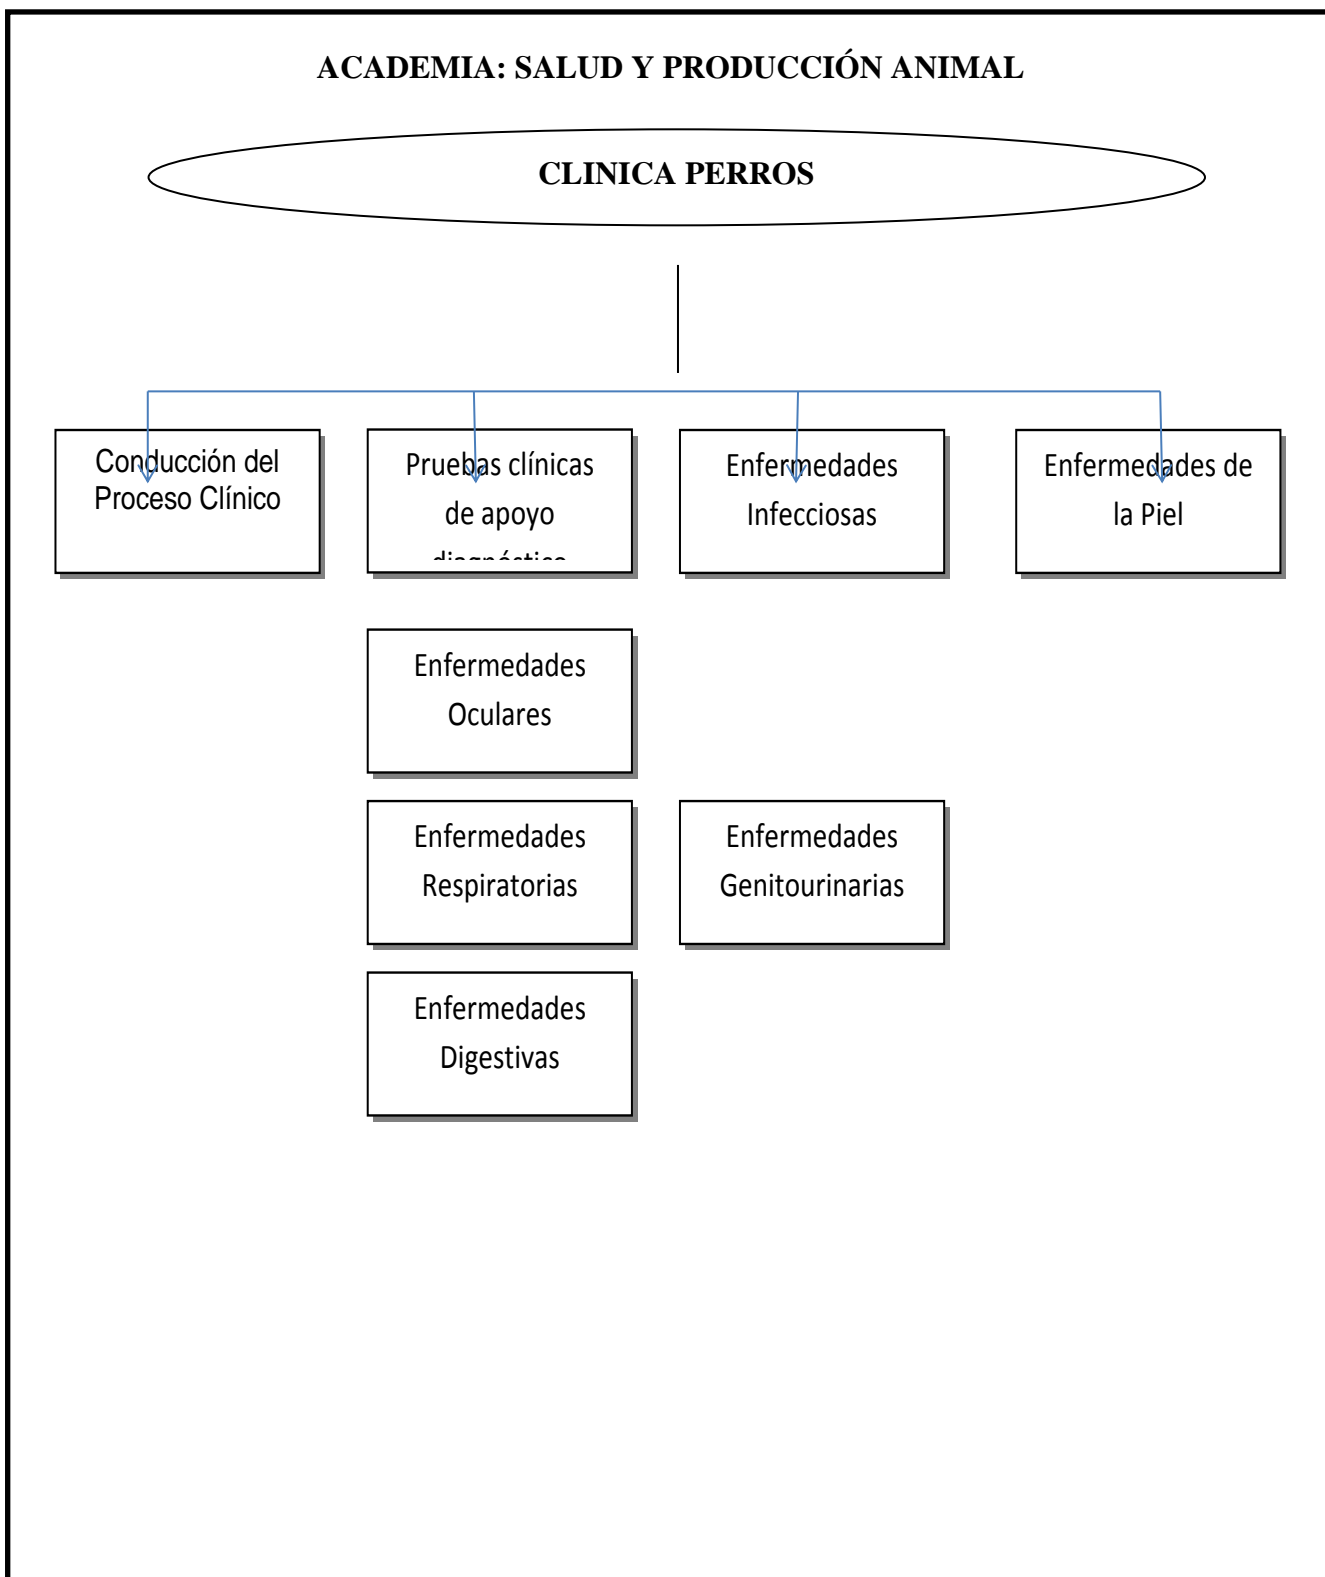 ACADEMIA: SALUD Y PRODUCCIÓN ANIMAL
CLINICA PERROS
Conducción del
Proceso Clínico
Pruebas clínicas
de apoyo
diagnóstico
Enfermedades
Infecciosas
Enfermedades de
la Piel
Enfermedades
Oculares
Enfermedades
Respiratorias
Enfermedades
Genitourinarias
Enfermedades
Digestivas